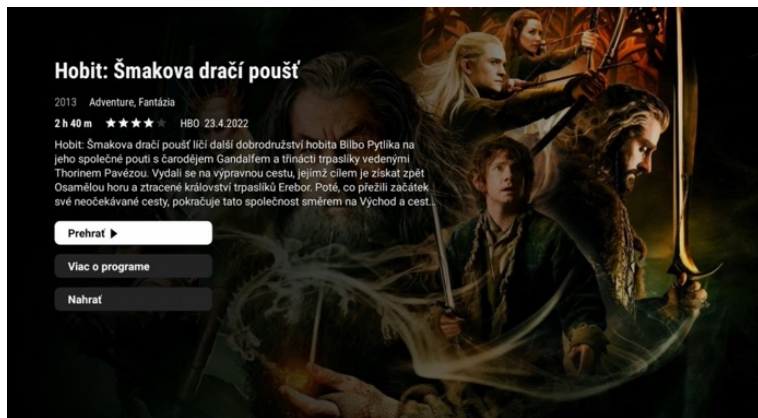 Hobit: Šmakova dračí poušť
2013 Adventure, Fantázia
2 h 40 m ★★★★★ HBO 23.4.2022
Hobit: Šmakova dračí poušť líčí další dobrodružství hobita Bilbo Pytlíka na
jeho společné pouti s čarodějem Gandalfem a třinácti trpaslíky vedenými
Thorinem Pavézou. Vydali se na výpravnou cestu, jejímž cílem je získat zpět
Osamělou horu a ztracené království trpaslíků Erebor. Poté, co přežili začátek
své neočekávané cesty, pokračuje tato společnost směrem na Východ a cest...
Prehrať ▶
Viac o programe
Nahrať